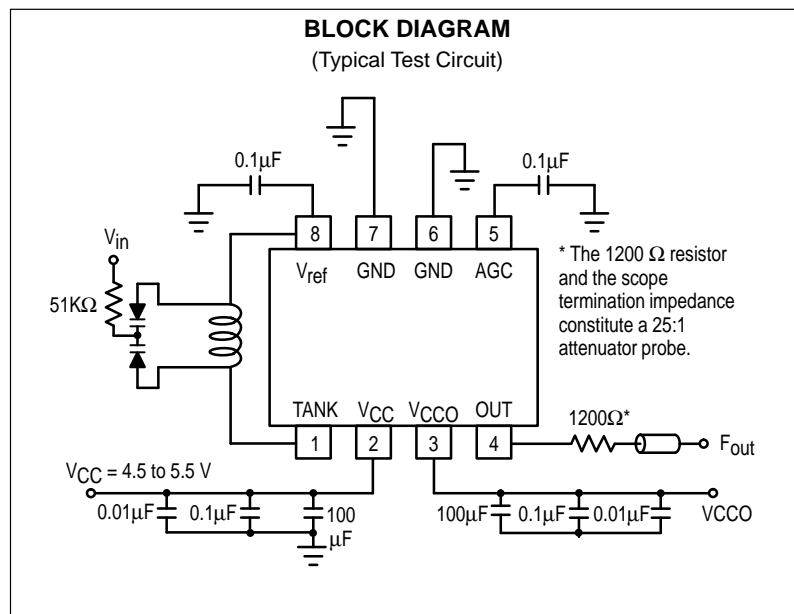 BLOCK DIAGRAM
(Typical Test Circuit)
0.1μF
0.1μF
8
7
6
5
Vin
Vref
GND
GND
AGC
* The 1200 Ω resistor
and the scope
termination impedance
constitute a 25:1
attenuator probe.
51KΩ
TANK
VCC
VCCO
OUT
1200Ω*
1
2
3
4
Fout
VCC = 4.5 to 5.5 V
0.01μF
0.1μF
100
μF
100μF
0.1μF
0.01μF
VCCO